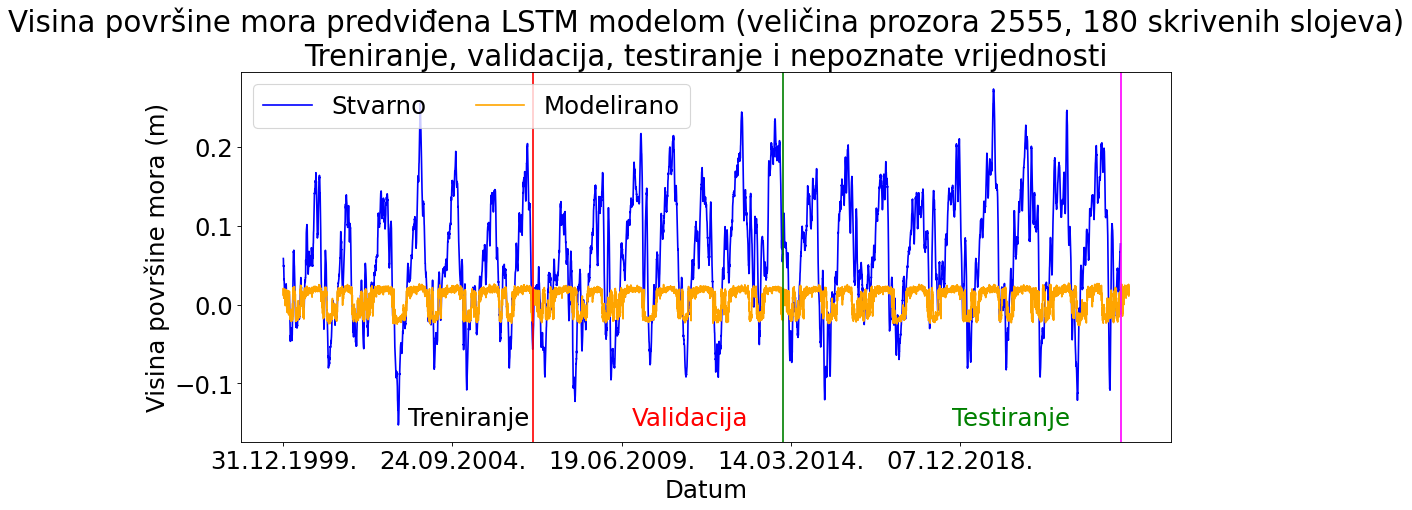 Visina površine mora predviđena LSTM modelom (veličina prozora 2555, 180 skrivenih slojeva)
Treniranje, validacija, testiranje i nepoznate vrijednosti
Stvarno Modelirano
Visina površine mora (m)
0.2
0.1
0.0
−0.1
Treniranje Validacija Testiranje
31.12.1999. 24.09.2004. 19.06.2009. 14.03.2014. 07.12.2018.
Datum